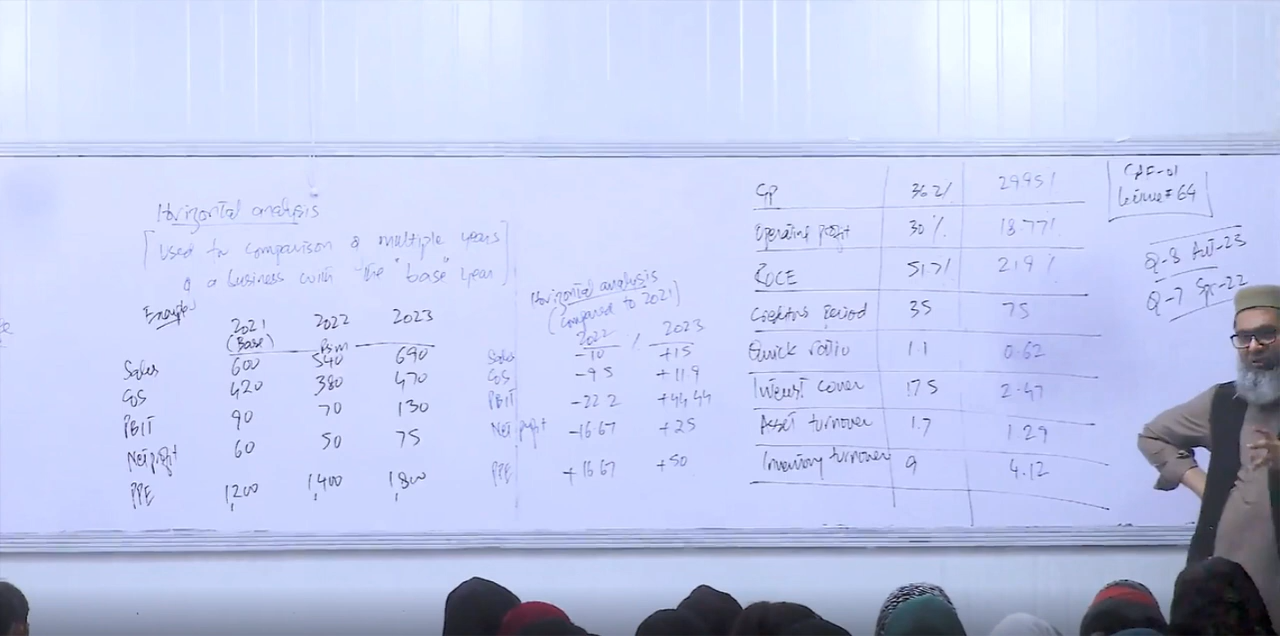 Horizontal analysis
[Used for comparison of multiple years
of a business with "the "base" year]
Example
2021 2022 2023
(Base) Rs m
Sales 600 540 690
CoS 420 380 470
PBIT 90 70 130
Net profit 60 50 75
PPE 1,200 1,400 1,800
Horizontal analysis
(Compared to 2021)
2022 % 2023
Sales -10 +15
CoS -9.5 +11.9
PBIT -22.2 +44.44
Net profit -16.67 +25
PPE +16.67 +50
GP 36.2% 29.95%
Operating profit 30% 18.77%
ROCE 51.7% 21.9%
Creditors period 35 75
Quick ratio 1.1 0.62
Interest cover 17.5 2.47
Asset turnover 1.7 1.29
Inventory turnover 9 4.12
CAF-01
Lecture # 64
Q-8 Aut-23
Q-7 Spr-22